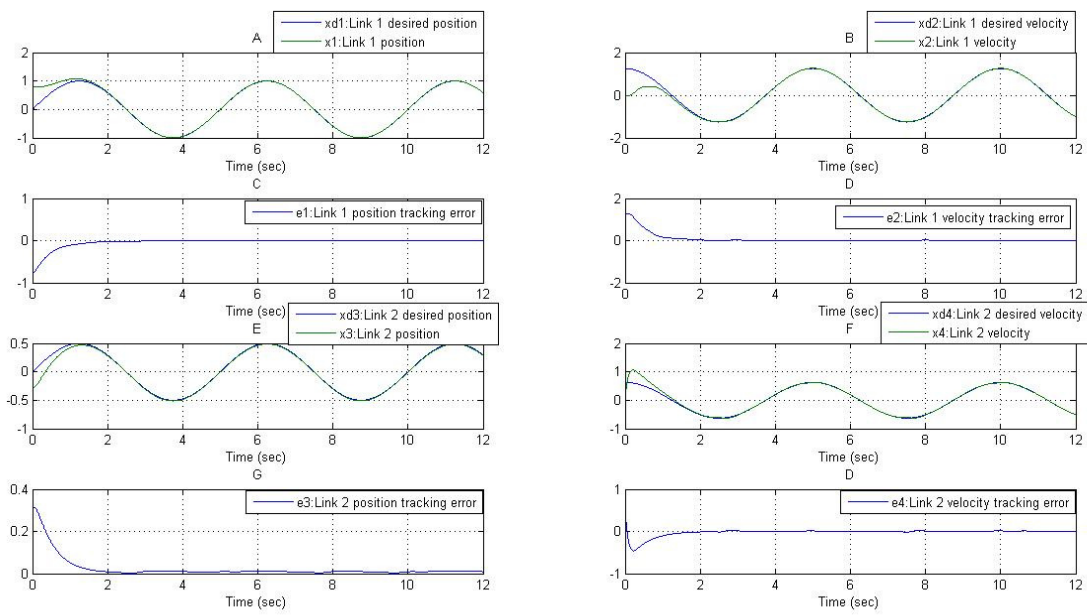 xd1:Link 1 desired position
x1:Link 1 position
A
2
1
0
-1
0 2 4 6 8 10 12
Time (sec)
xd2:Link 1 desired velocity
x2:Link 1 velocity
B
2
0
-2
0 2 4 6 8 10 12
Time (sec)
C
e1:Link 1 position tracking error
1
0
-1
0 2 4 6 8 10 12
Time (sec)
D
e2:Link 1 velocity tracking error
2
0
-2
0 2 4 6 8 10 12
Time (sec)
xd3:Link 2 desired position
x3:Link 2 position
E
0.5
0
-0.5
-1
0 2 4 6 8 10 12
Time (sec)
xd4:Link 2 desired velocity
x4:Link 2 velocity
F
2
1
0
-1
0 2 4 6 8 10 12
Time (sec)
G
e3:Link 2 position tracking error
0.4
0.2
0
0 2 4 6 8 10 12
Time (sec)
D
e4:Link 2 velocity tracking error
1
0
-1
0 2 4 6 8 10 12
Time (sec)